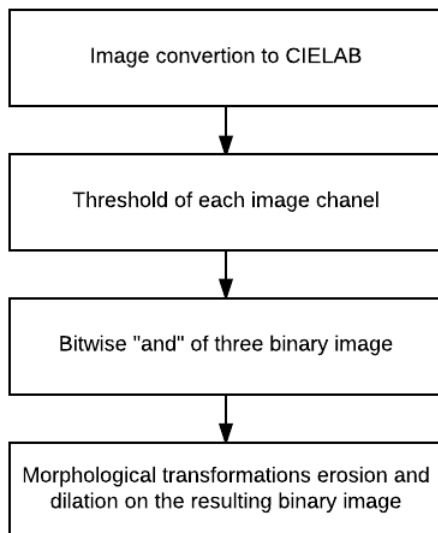 Image convertion to CIELAB
Threshold of each image chanel
Bitwise "and" of three binary image
Morphological transformations erosion and
dilation on the resulting binary image